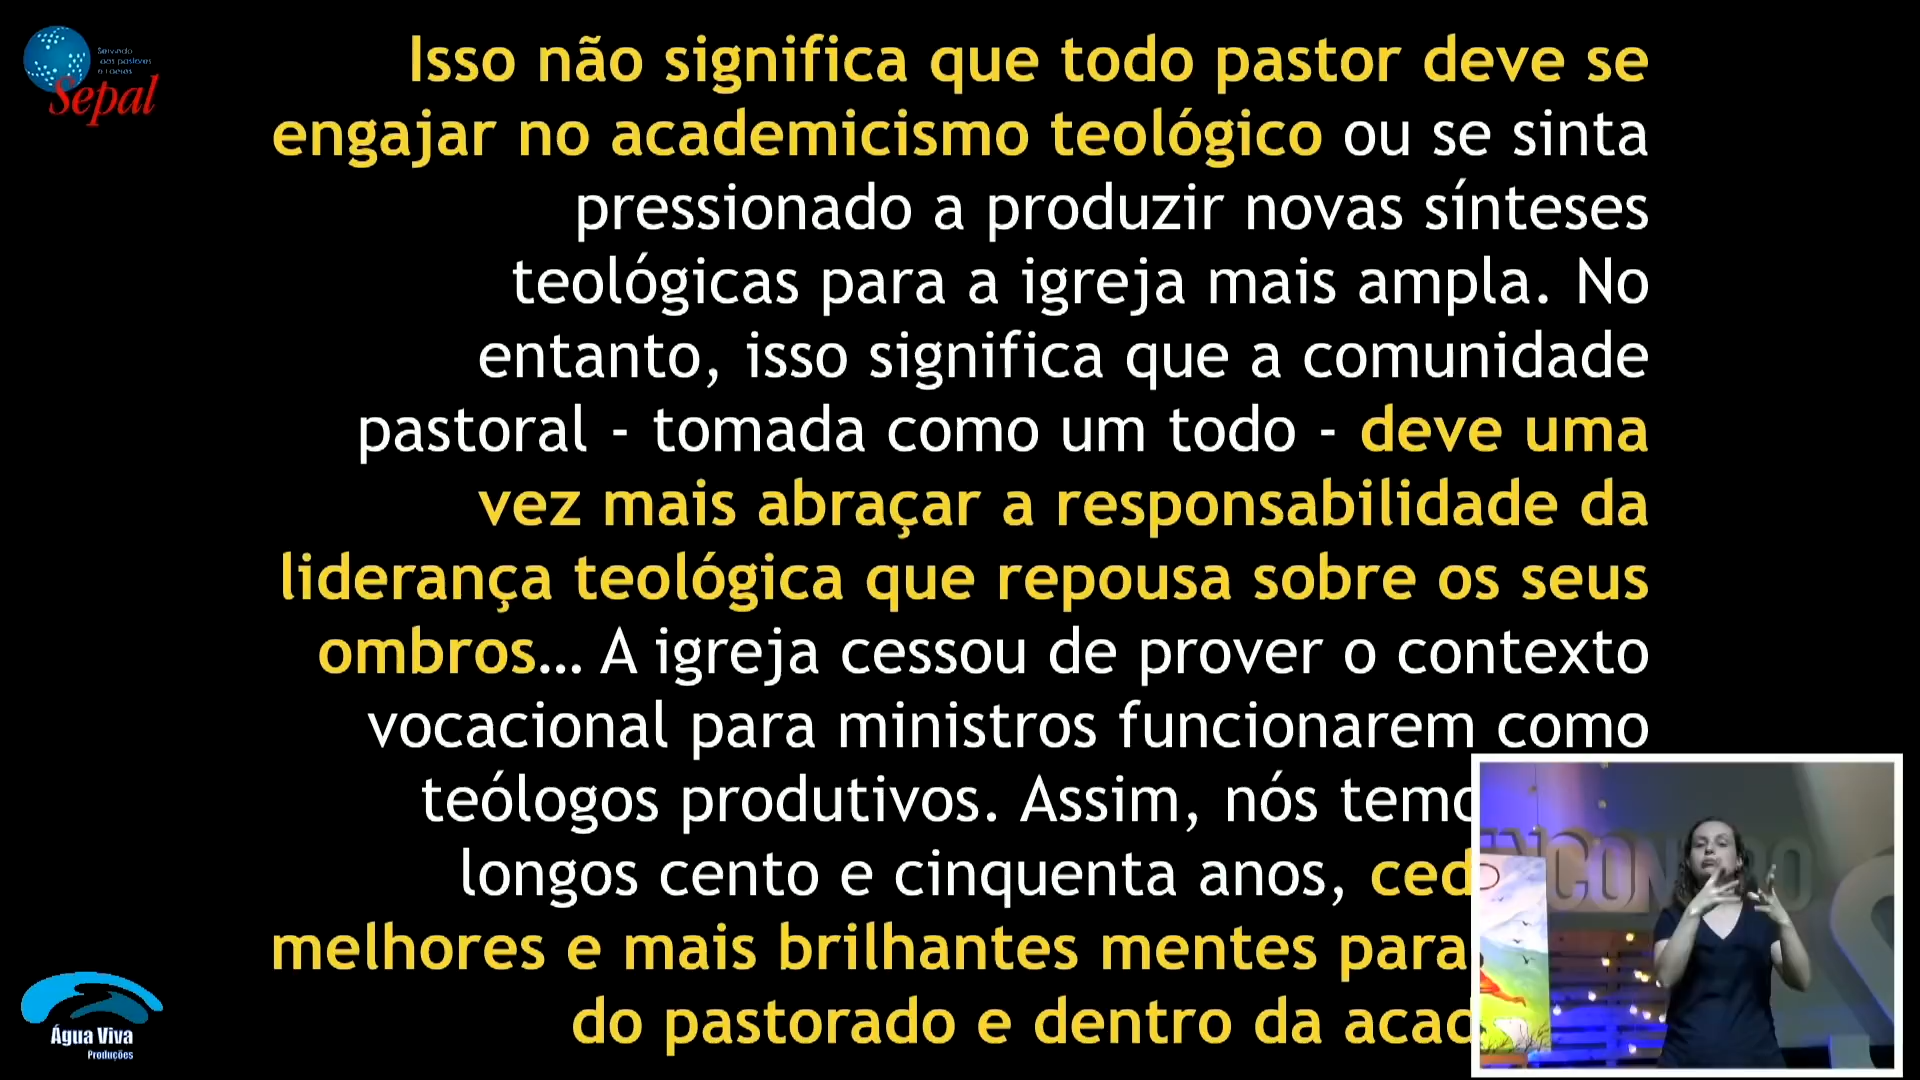 Servindo
aos pastores
e líderes
Sepal
Isso não significa que todo pastor deve se
engajar no academicismo teológico ou se sinta
pressionado a produzir novas sínteses
teológicas para a igreja mais ampla. No
entanto, isso significa que a comunidade
pastoral - tomada como um todo - deve uma
vez mais abraçar a responsabilidade da
liderança teológica que repousa sobre os seus
ombros... A igreja cessou de prover o contexto
vocacional para ministros funcionarem como
teólogos produtivos. Assim, nós
longos cento e cinquenta anos,
melhores e mais brilhantes mentes para
do pastorado e dentro da
Água Viva
Produções